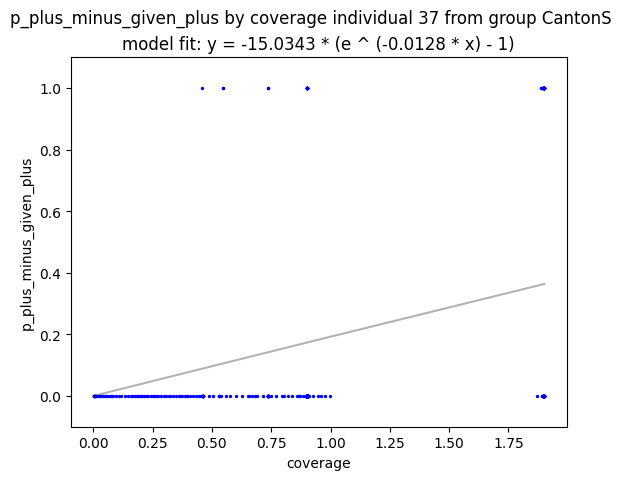 p_plus_minus_given_plus by coverage individual 37 from group CantonS
model fit: y = -15.0343 * (e ^ (-0.0128 * x) - 1)
1.0
0.8
0.6
0.4
0.2
0.0
p_plus_minus_given_plus
0.00 0.25 0.50 0.75 1.00 1.25 1.50 1.75
coverage